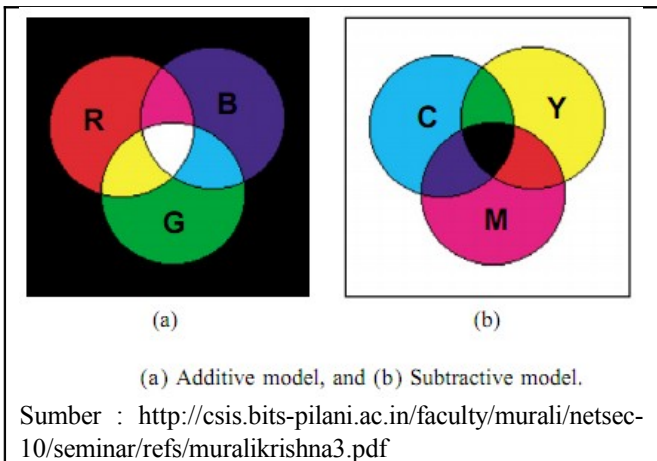 R B G
C Y M
(a) (b)
(a) Additive model, and (b) Subtractive model.
Sumber : http://csis.bits-pilani.ac.in/faculty/murali/netsec-
10/seminar/refs/muralikrishna3.pdf